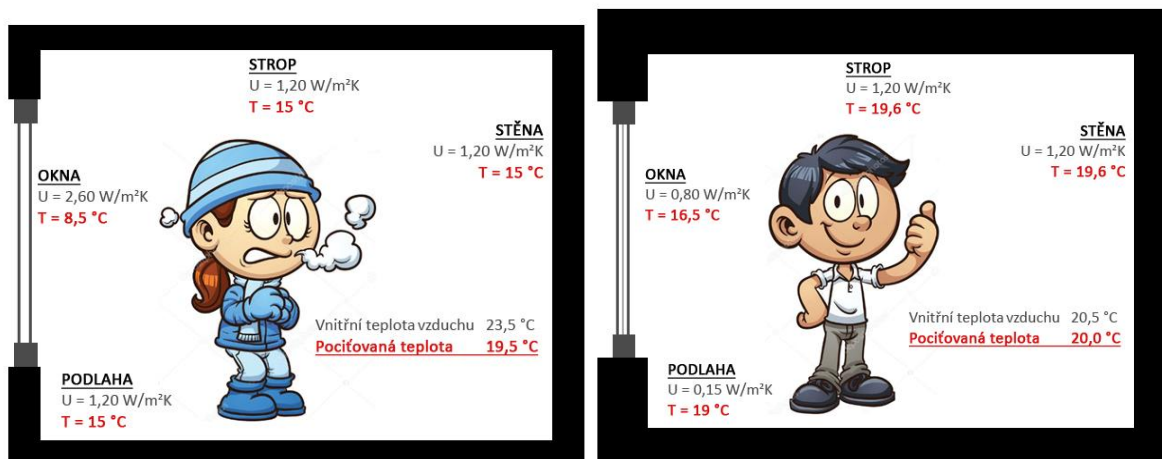 STROP
U = 1,20 W/m²K
T = 15 °C
STĚNA
U = 1,20 W/m²K
T = 15 °C
OKNA
U = 2,60 W/m²K
T = 8,5 °C
Vnitřní teplota vzduchu 23,5 °C
Pociťovaná teplota 19,5 °C
PODLAHA
U = 1,20 W/m²K
T = 15 °C
STROP
U = 1,20 W/m²K
T = 19,6 °C
STĚNA
U = 1,20 W/m²K
T = 19,6 °C
OKNA
U = 0,80 W/m²K
T = 16,5 °C
Vnitřní teplota vzduchu 20,5 °C
Pociťovaná teplota 20,0 °C
PODLAHA
U = 0,15 W/m²K
T = 19 °C